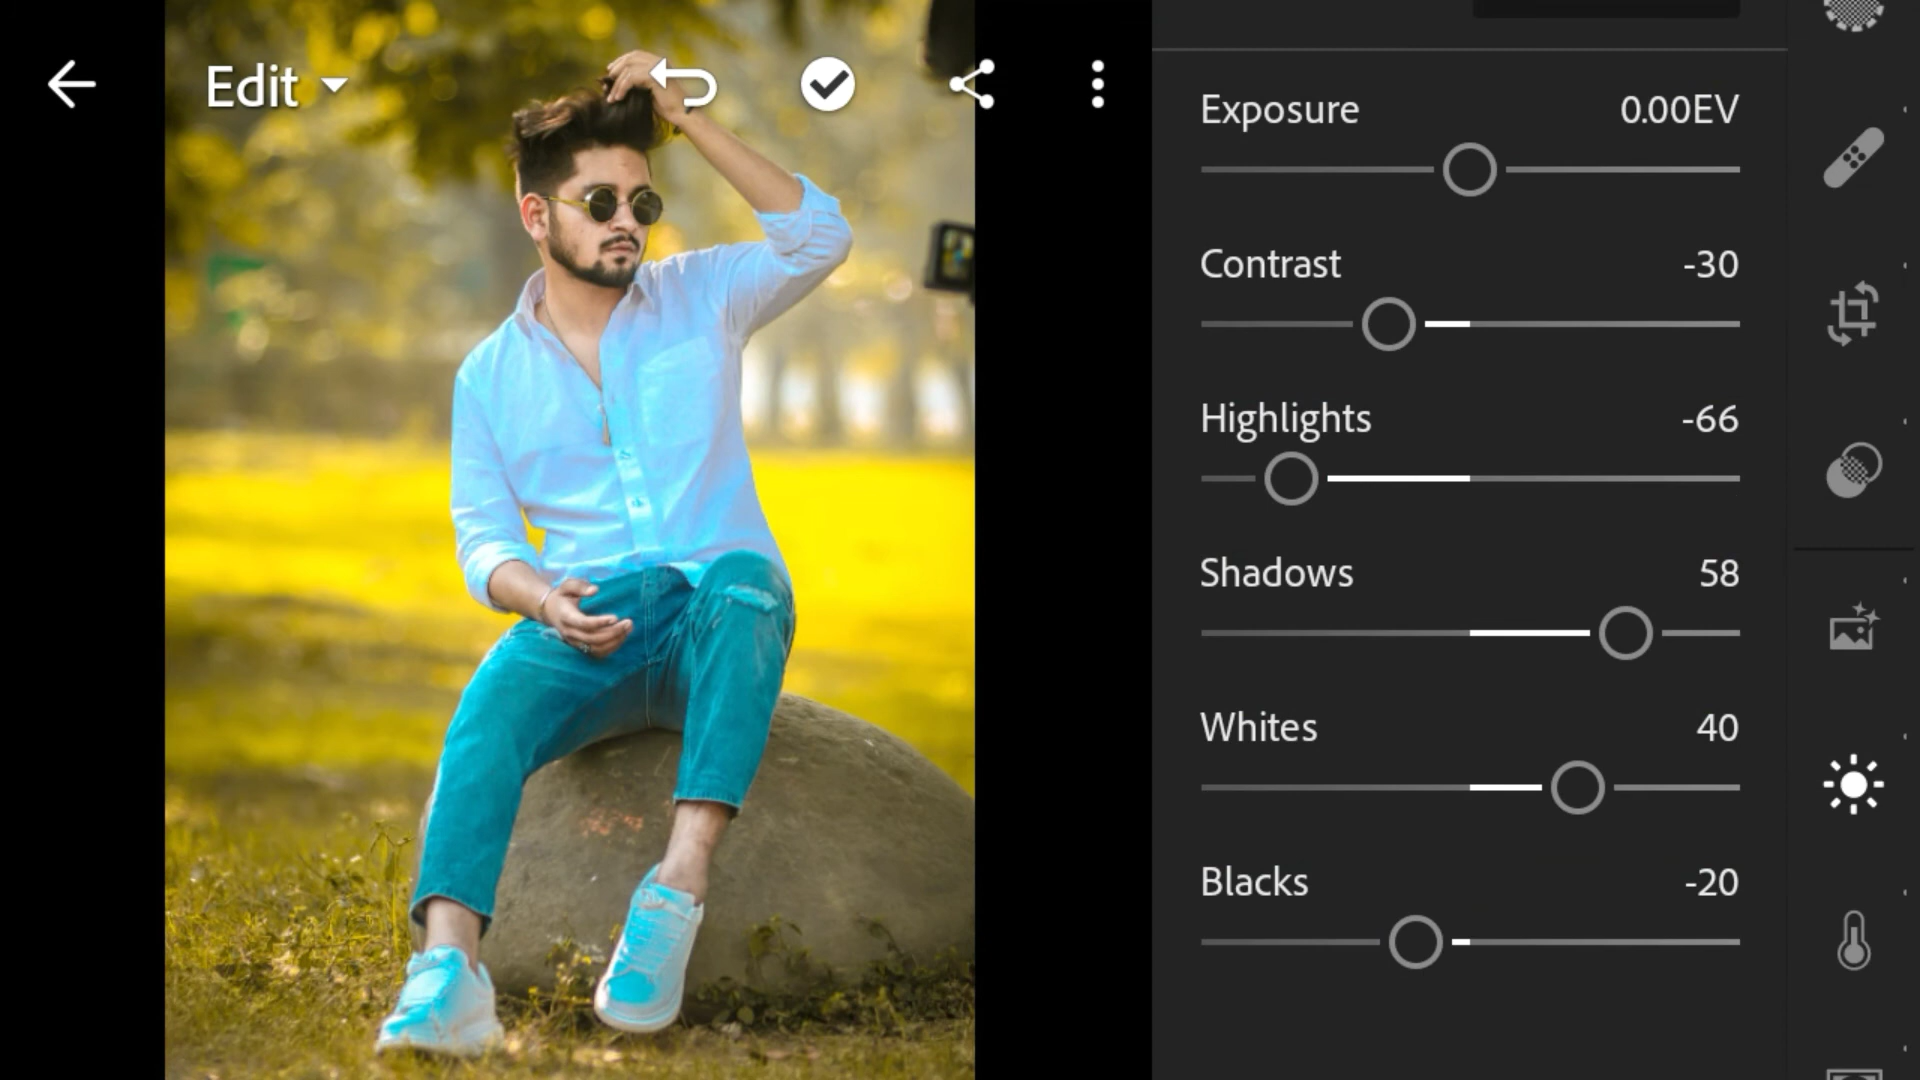 Edit
Exposure 0.00EV
Contrast -30
Highlights -66
Shadows 58
Whites 40
Blacks -20